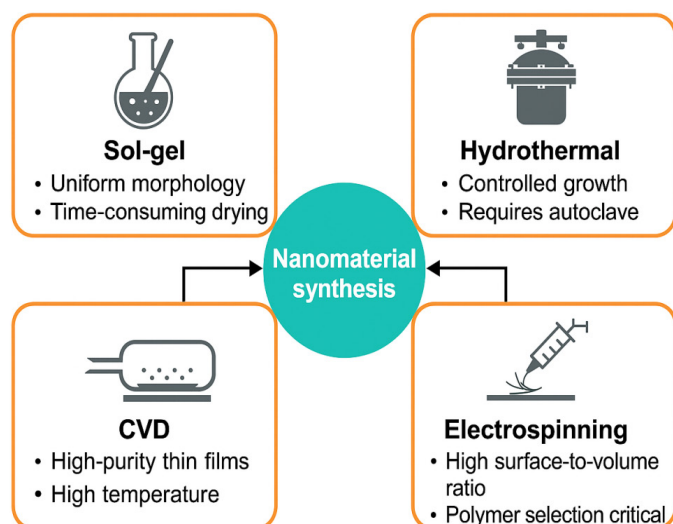 Sol-gel
• Uniform morphology
• Time-consuming drying
Hydrothermal
• Controlled growth
• Requires autoclave
Nanomaterial
synthesis
CVD
• High-purity thin films
• High temperature
Electrospinning
• High surface-to-volume
ratio
• Polymer selection critical